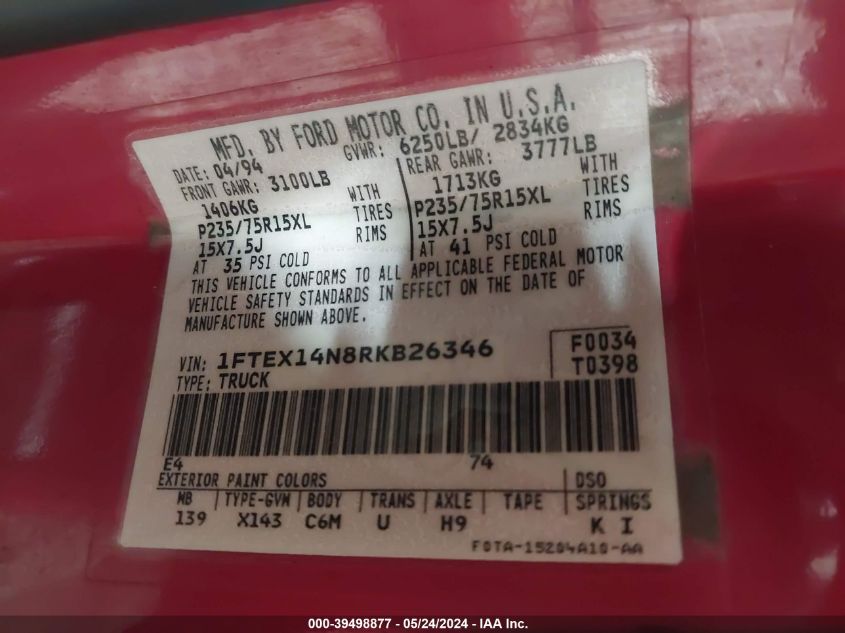 MFD. BY FORD MOTOR CO. IN U.S.A.
DATE: 04/94 GVWR: 6250LB/ 2834KG
FRONT GAWR: 3100LB REAR GAWR: 3777LB
1406KG WITH 1713KG WITH
P235/75R15XL TIRES P235/75R15XL TIRES
15X7.5J RIMS 15X7.5J RIMS
AT 35 PSI COLD AT 41 PSI COLD
THIS VEHICLE CONFORMS TO ALL APPLICABLE FEDERAL MOTOR
VEHICLE SAFETY STANDARDS IN EFFECT ON THE DATE OF
MANUFACTURE SHOWN ABOVE.
VIN: 1FTEX14N8RKB26346 F0034
TYPE: TRUCK T0398
E4 74
EXTERIOR PAINT COLORS DSO
WB TYPE-GVW BODY TRANS AXLE TAPE SPRINGS
139 X143 C6M U H9 K I
F0TA-15204A10-AA
000-39498877 - 05/24/2024 - IAA Inc.